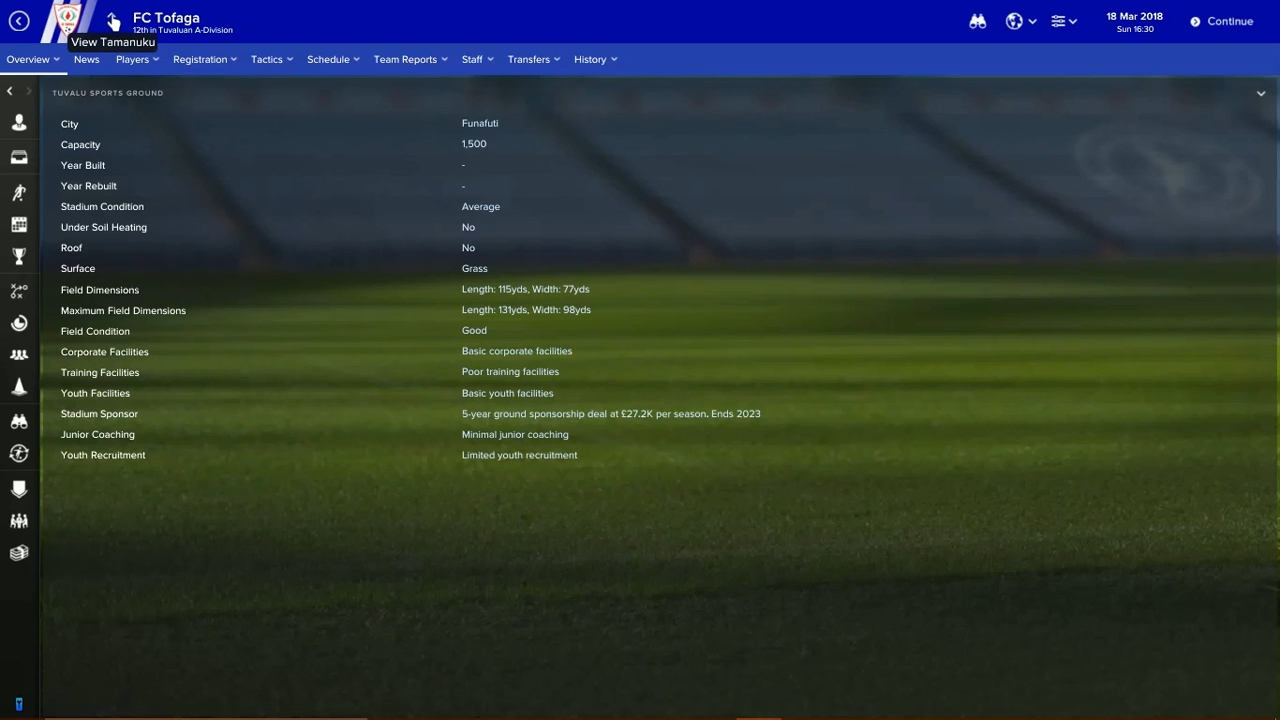 FC Tofaga
12th in Tuvaluan A-Division
18 Mar 2018
Sun 16:30
Continue
View Tamanuku
Overview
News
Players
Registration
Tactics
Schedule
Team Reports
Staff
Transfers
History
TUVALU SPORTS GROUND
City Funafuti
Capacity 1,500
Year Built -
Year Rebuilt -
Stadium Condition Average
Under Soil Heating No
Roof No
Surface Grass
Field Dimensions Length: 115yds, Width: 77yds
Maximum Field Dimensions Length: 131yds, Width: 98yds
Field Condition Good
Corporate Facilities Basic corporate facilities
Training Facilities Poor training facilities
Youth Facilities Basic youth facilities
Stadium Sponsor 5-year ground sponsorship deal at £27.2K per season. Ends 2023
Junior Coaching Minimal junior coaching
Youth Recruitment Limited youth recruitment